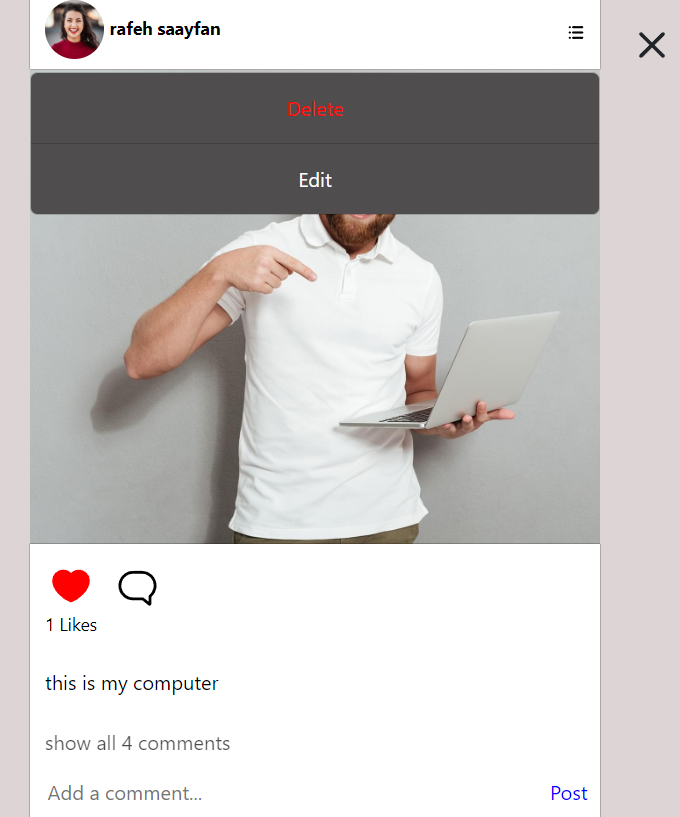 rafeh saayfan
Delete
Edit
1 Likes
this is my computer
show all 4 comments
Add a comment... Post